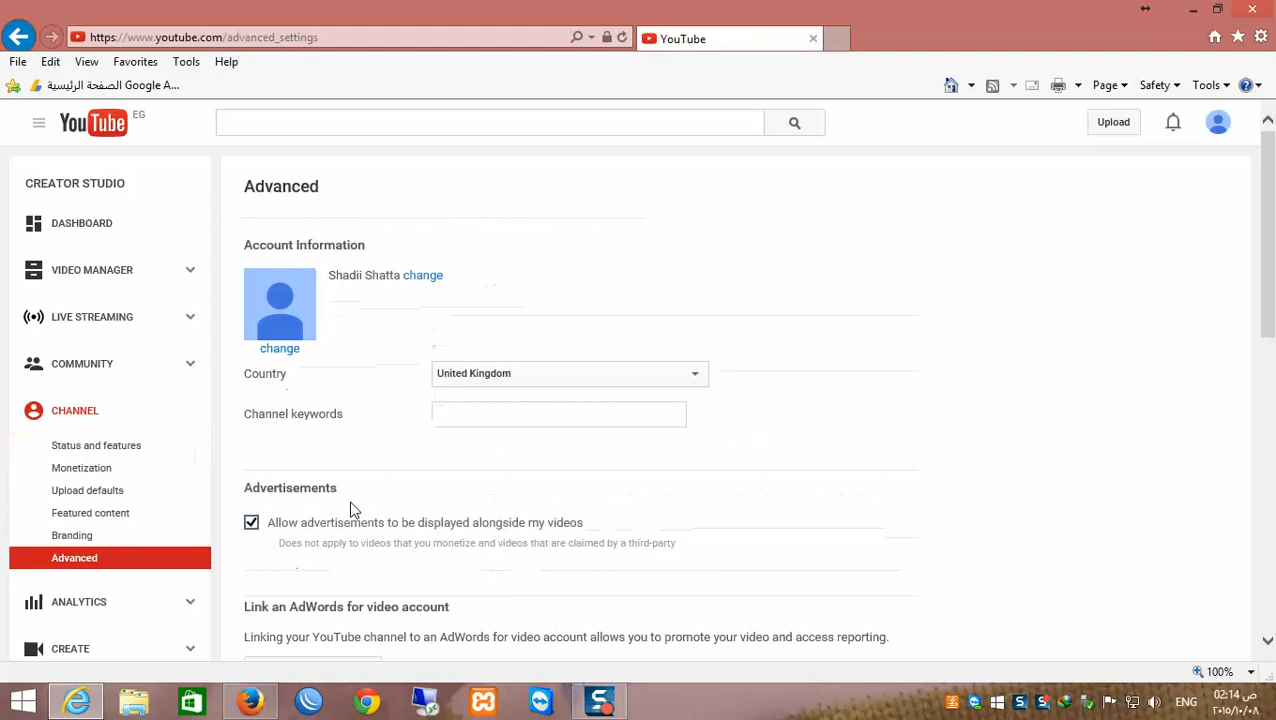 https://www.youtube.com/advanced_settings
YouTube
File Edit View Favorites Tools Help
الصفحة الرئيسية Google A...
Page Safety Tools
YouTube EG
Upload
CREATOR STUDIO
DASHBOARD
VIDEO MANAGER
LIVE STREAMING
COMMUNITY
CHANNEL
Status and features
Monetization
Upload defaults
Featured content
Branding
Advanced
ANALYTICS
CREATE
Advanced
Account Information
Shadii Shatta change
change
Country United Kingdom
Channel keywords
Advertisements
Allow advertisements to be displayed alongside my videos
Does not apply to videos that you monetize and videos that are claimed by a third-party
Link an AdWords for video account
Linking your YouTube channel to an AdWords for video account allows you to promote your video and access reporting.
100%
ENG
02:14 ص
٢٠١٥/١٠/٠٨